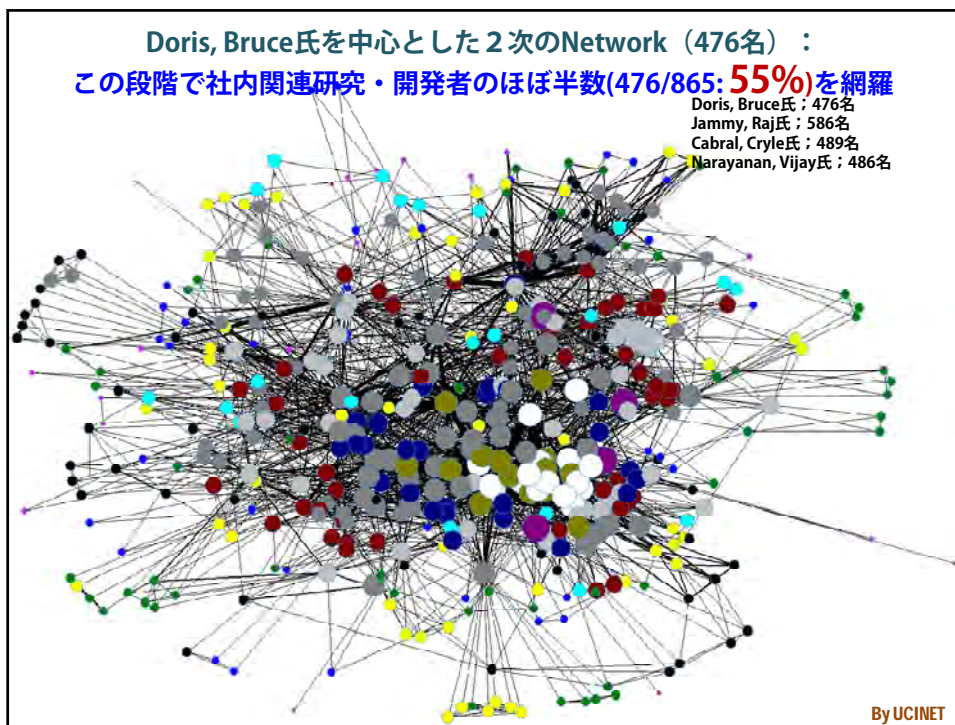 Doris, Bruce氏を中心とした２次のNetwork（476名）：
この段階で社内関連研究・開発者のほぼ半数(476/865: 55%)を網羅
Doris, Bruce氏；476名
Jammy, Raj氏；586名
Cabral, Cryle氏；489名
Narayanan, Vijay氏；486名
By UCINET